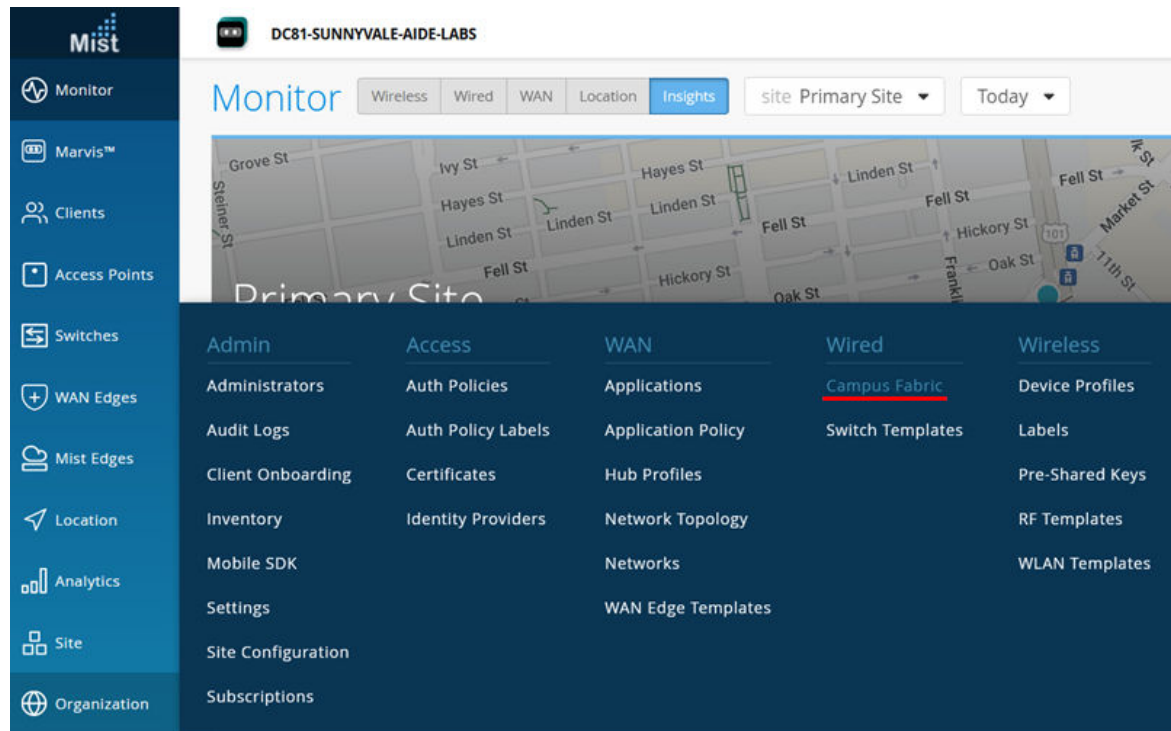 Mist
DC81-SUNNYVALE-AIDE-LABS
Monitor
Marvis™
Clients
Access Points
Switches
WAN Edges
Mist Edges
Location
Analytics
Site
Organization
Monitor
Wireless Wired WAN Location Insights
site Primary Site
Today
Grove St
Ivy St
Hayes St
Linden St
Fell St
Steiner St
Hayes St
Linden St
Linden St
Fell St
Fell St
Market St
Linden St
Hickory St
101
Fell St
Hickory St
Oak St
11th St
Oak St
Primary Site
Admin
Administrators
Audit Logs
Client Onboarding
Inventory
Mobile SDK
Settings
Site Configuration
Subscriptions
Access
Auth Policies
Auth Policy Labels
Certificates
Identity Providers
WAN
Applications
Application Policy
Hub Profiles
Network Topology
Networks
WAN Edge Templates
Wired
Campus Fabric
Switch Templates
Wireless
Device Profiles
Labels
Pre-Shared Keys
RF Templates
WLAN Templates